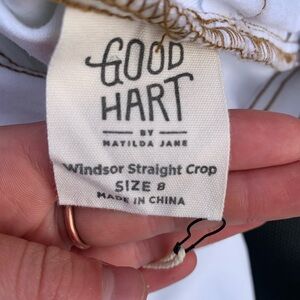 GOOD
HART
BY
MATILDA JANE
Windsor Straight Crop
SIZE 8
MADE IN CHINA